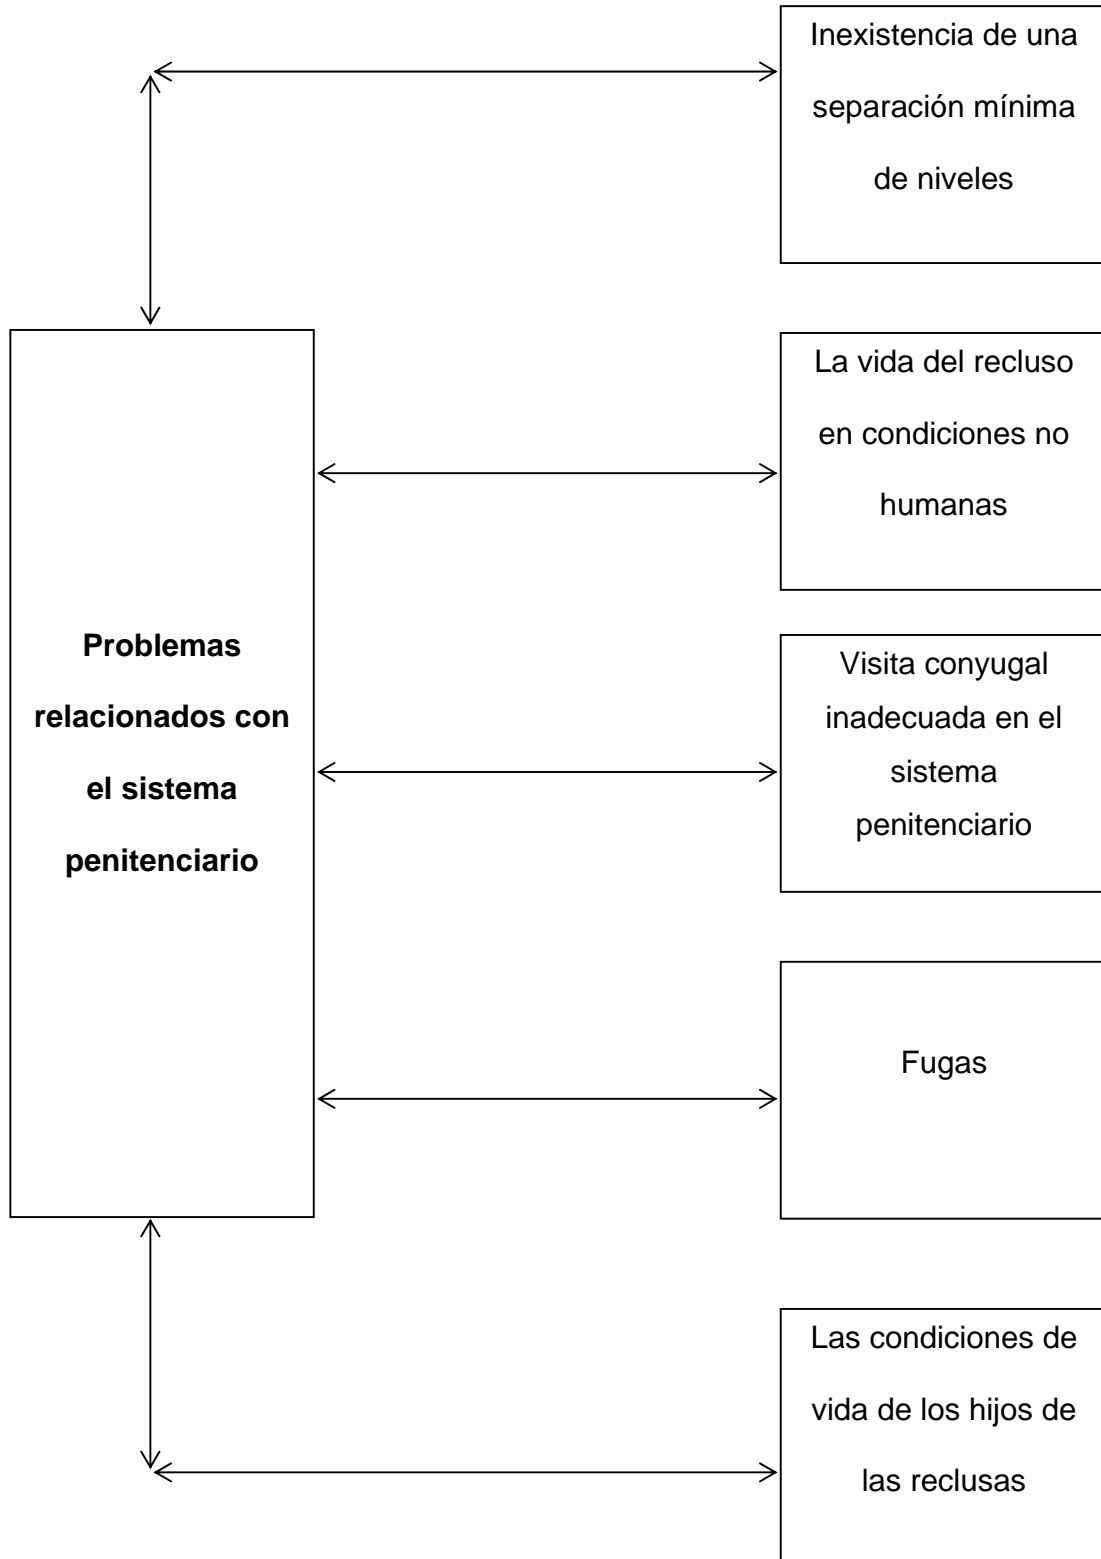 Inexistencia de una
separación mínima
de niveles
La vida del recluso
en condiciones no
humanas
Problemas
relacionados con
el sistema
penitenciario
Visita conyugal
inadecuada en el
sistema
penitenciario
Fugas
Las condiciones de
vida de los hijos de
las reclusas